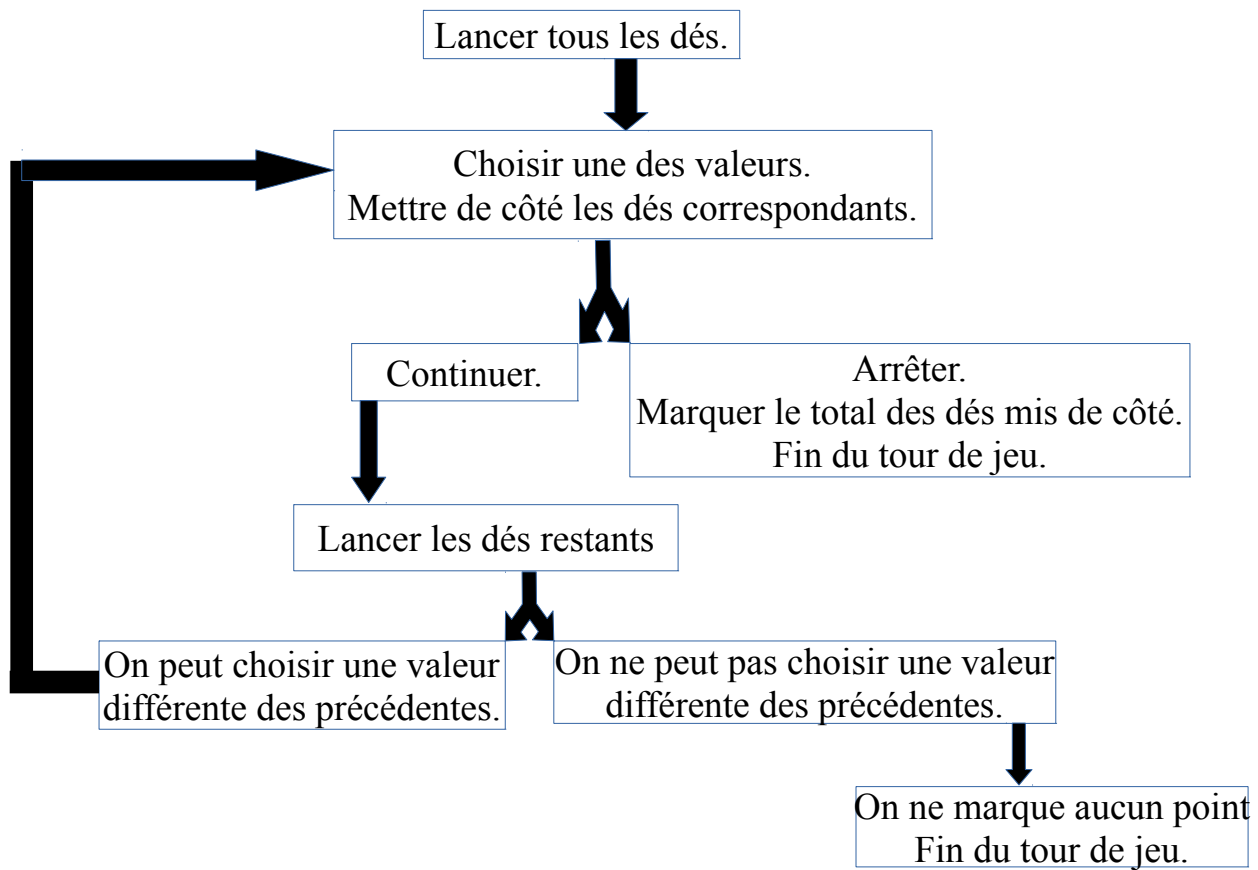 Lancer tous les dés.
Choisir une des valeurs.
Mettre de côté les dés correspondants.
Continuer.
Arrêter.
Marquer le total des dés mis de côté.
Fin du tour de jeu.
Lancer les dés restants
On peut choisir une valeur
différente des précédentes.
On ne peut pas choisir une valeur
différente des précédentes.
On ne marque aucun point
Fin du tour de jeu.